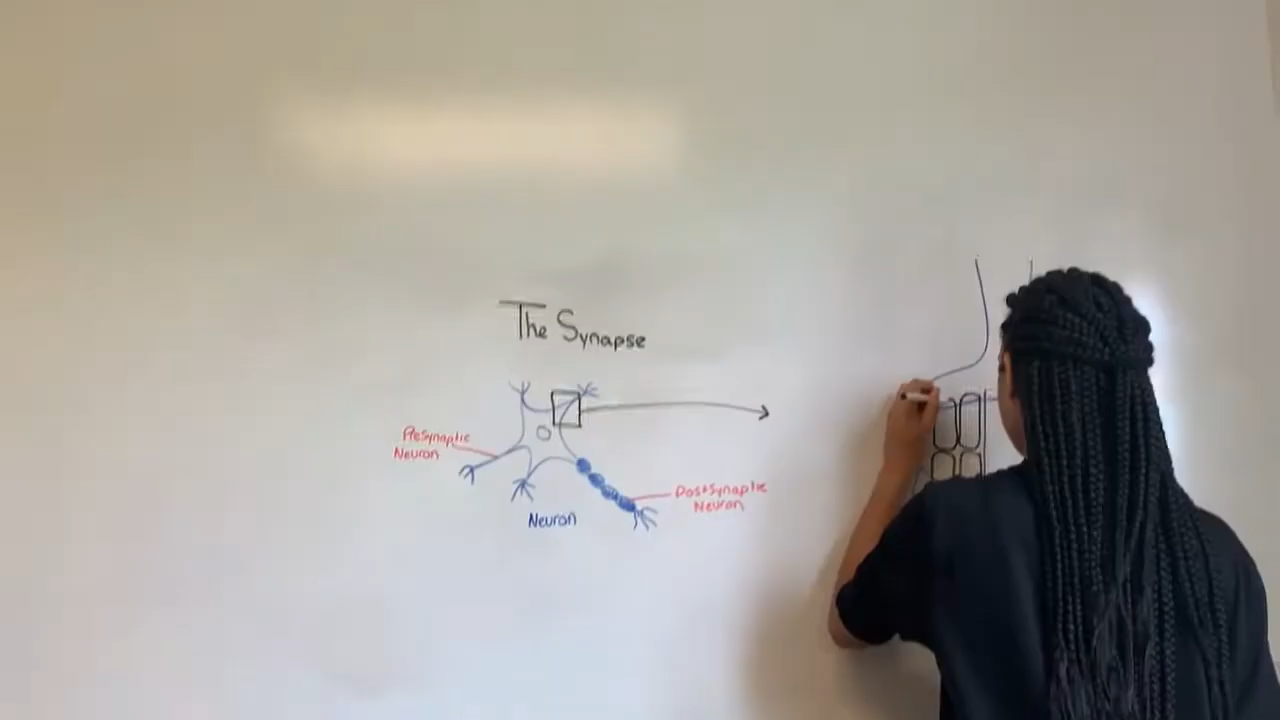 The Synapse
Presynaptic
Neuron
Postsynaptic
Neuron
Neuron